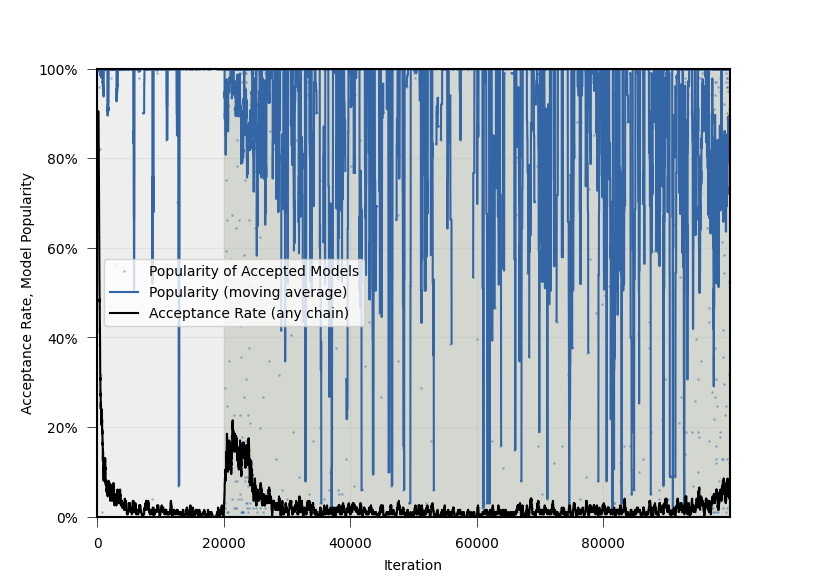 100%
80%
60%
40%
20%
0%
Acceptance Rate, Model Popularity
Popularity of Accepted Models
Popularity (moving average)
Acceptance Rate (any chain)
0
20000
40000
60000
80000
Iteration